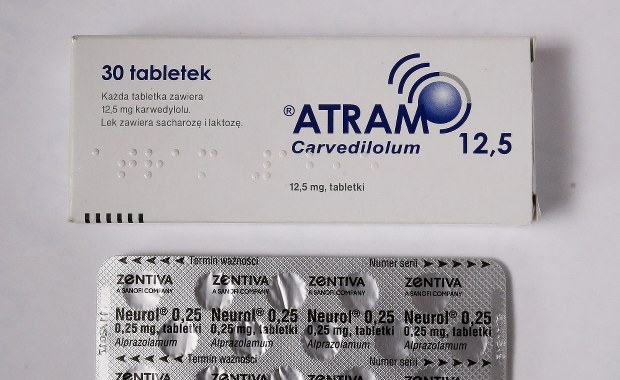 30 tabletek
Każda tabletka zawiera
12,5 mg karwedylolu.
Lek zawiera sacharozę i laktozę.
® ATRAM
Carvedilolum 12,5
12,5 mg, tabletki
Termin ważności Numer serii
ZENTIVA ZENTIVA ZENTIVA ZENTIVA
A SANOFI COMPANY A SANOFI COMPANY A SANOFI COMPANY A SANOFI COMPANY
Neurol® 0,25 Neurol® 0,25 Neurol® 0,25 Neurol® 0,25
0,25 mg, tabletki 0,25 mg, tabletki 0,25 mg, tabletki 0,25 mg, tabletki
Alprazolamum Alprazolamum Alprazolamum Alprazolamum
Termin ważności Numer serii
ZENTIVA ZENTIVA ZENTIVA ZENTIVA